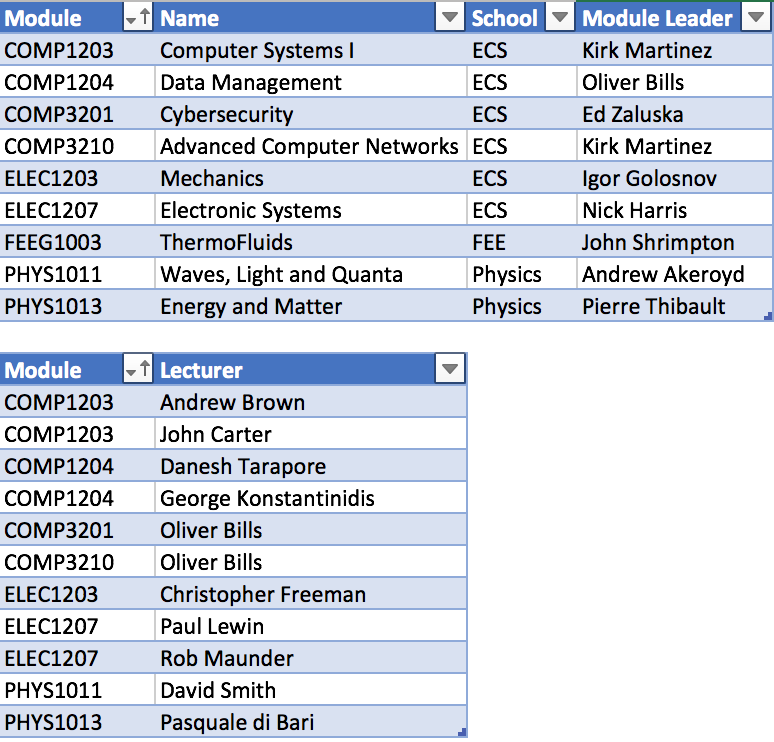 Module Name School Module Leader
COMP1203 Computer Systems I ECS Kirk Martinez
COMP1204 Data Management ECS Oliver Bills
COMP3201 Cybersecurity ECS Ed Zaluska
COMP3210 Advanced Computer Networks ECS Kirk Martinez
ELEC1203 Mechanics ECS Igor Golosnov
ELEC1207 Electronic Systems ECS Nick Harris
FEEG1003 ThermoFluids FEE John Shrimpton
PHYS1011 Waves, Light and Quanta Physics Andrew Akeroyd
PHYS1013 Energy and Matter Physics Pierre Thibault
Module Lecturer
COMP1203 Andrew Brown
COMP1203 John Carter
COMP1204 Danesh Tarapore
COMP1204 George Konstantinidis
COMP3201 Oliver Bills
COMP3210 Oliver Bills
ELEC1203 Christopher Freeman
ELEC1207 Paul Lewin
ELEC1207 Rob Maunder
PHYS1011 David Smith
PHYS1013 Pasquale di Bari